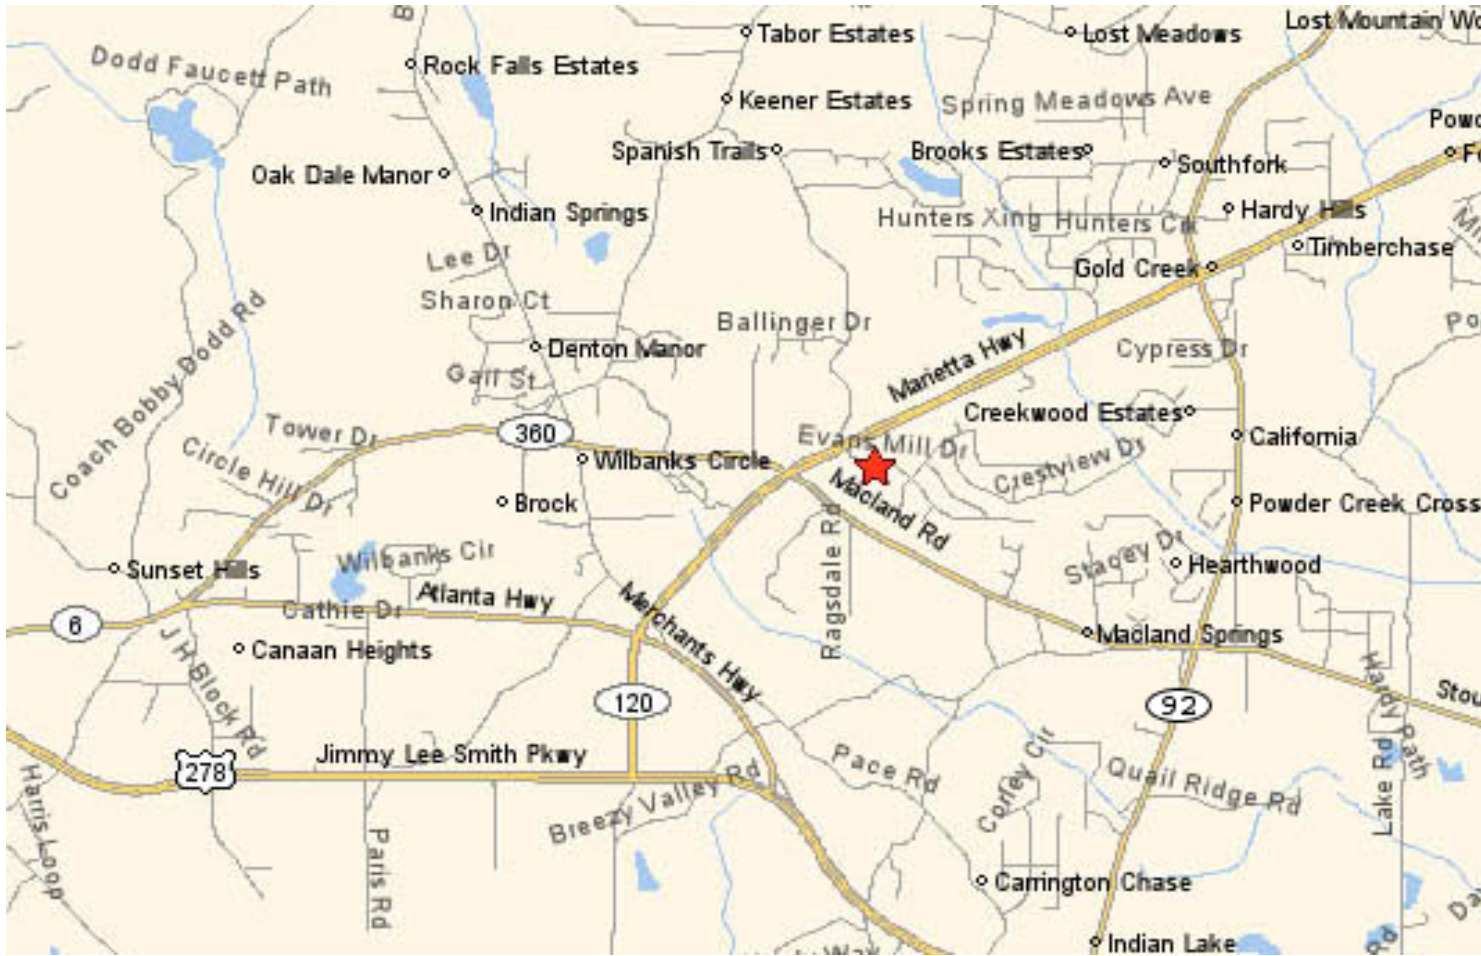 Lost Mountain
Tabor Estates
Lost Meadows
Dodd Faucett Path
Rock Falls Estates
Keener Estates
Spring Meadows Ave
Spanish Trails
Brooks Estates
Southfork
Oak Dale Manor
Indian Springs
Hardy Hills
Hunters Xing
Hunters
Timberchase
Lee Dr
Gold Creek
Sharon Ct
Ballinger Dr
Denton Manor
Cypress Dr
Marietta Hwy
Gail St
Coach Bobby Dodd Rd
Creekwood Estates
Tower Dr
360
Evans Mill Dr
California
Circle Hill Dr
Wilbanks Circle
Crestview Dr
Macland Rd
Brock
Powder Creek Cross
Ragsdale Rd
Wilbanks Cir
Stacey Dr
Sunset Hills
Hearthwood
Atlanta Hwy
Cathie Dr
6
Merchants Hwy
Macland Springs
J H Block Rd
Canaan Heights
Hardy Path
120
92
Jimmy Lee Smith Pkwy
278
Pace Rd
Corley Cir
Quail Ridge Rd
Breezy Valley Rd
Lake Rd
Harris Loop
Paris Rd
Carrington Chase
Indian Lake
Rd
Way